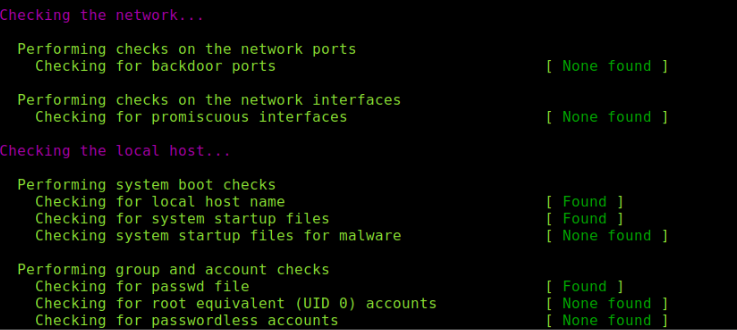 Checking the network...
Performing checks on the network ports
Checking for backdoor ports [ None found ]
Performing checks on the network interfaces
Checking for promiscuous interfaces [ None found ]
Checking the local host...
Performing system boot checks
Checking for local host name [ Found ]
Checking for system startup files [ Found ]
Checking system startup files for malware [ None found ]
Performing group and account checks
Checking for passwd file [ Found ]
Checking for root equivalent (UID 0) accounts [ None found ]
Checking for passwordless accounts [ None found ]